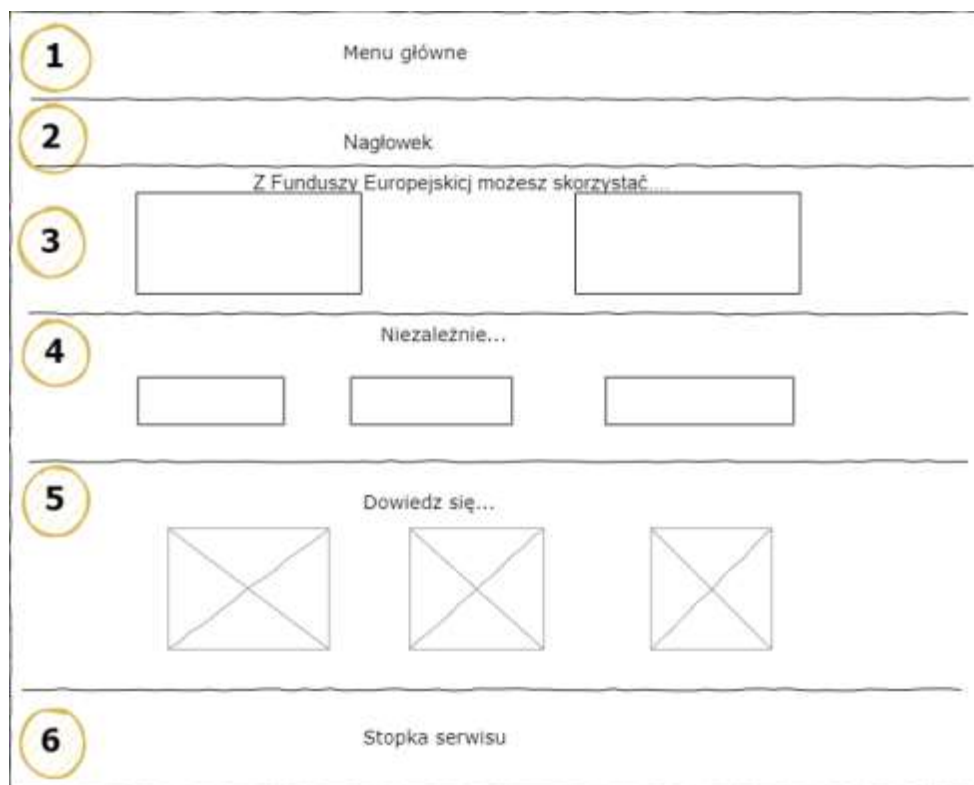 1
Menu główne
2
Nagłowek
Z Funduszy Europejskicj możesz skorzystać....
3
4
Niezależnie...
5
Dowiedz się...
6
Stopka serwisu